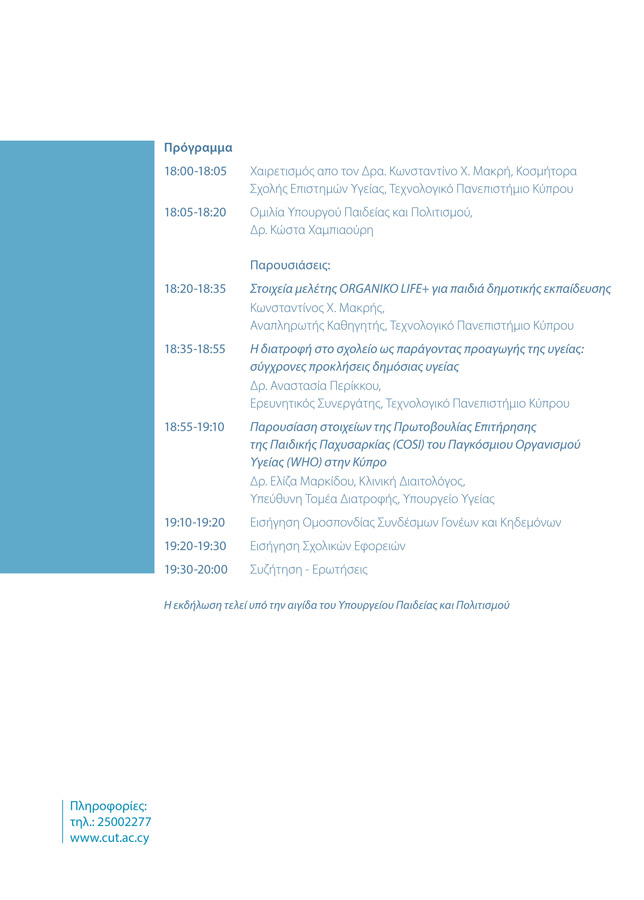 Πρόγραμμα
18:00-18:05 Χαιρετισμός απο τον Δρα. Κωνσταντίνο Χ. Μακρή, Κοσμήτορα
Σχολής Επιστημών Υγείας, Τεχνολογικό Πανεπιστήμιο Κύπρου
18:05-18:20 Ομιλία Υπουργού Παιδείας και Πολιτισμού,
Δρ. Κώστα Χαμπιαούρη
Παρουσιάσεις:
18:20-18:35 Στοιχεία μελέτης ORGANIKO LIFE+ για παιδιά δημοτικής εκπαίδευσης
Κωνσταντίνος Χ. Μακρής,
Αναπληρωτής Καθηγητής, Τεχνολογικό Πανεπιστήμιο Κύπρου
18:35-18:55 Η διατροφή στο σχολείο ως παράγοντας προαγωγής της υγείας:
σύγχρονες προκλήσεις δημόσιας υγείας
Δρ. Αναστασία Περίκκου,
Ερευνητικός Συνεργάτης, Τεχνολογικό Πανεπιστήμιο Κύπρου
18:55-19:10 Παρουσίαση στοιχείων της Πρωτοβουλίας Επιτήρησης
της Παιδικής Παχυσαρκίας (COSI) του Παγκόσμιου Οργανισμού
Υγείας (WHO) στην Κύπρο
Δρ. Ελίζα Μαρκίδου, Κλινική Διαιτολόγος,
Υπεύθυνη Τομέα Διατροφής, Υπουργείο Υγείας
19:10-19:20 Εισήγηση Ομοσπονδίας Συνδέσμων Γονέων και Κηδεμόνων
19:20-19:30 Εισήγηση Σχολικών Εφορειών
19:30-20:00 Συζήτηση - Ερωτήσεις
Η εκδήλωση τελεί υπό την αιγίδα του Υπουργείου Παιδείας και Πολιτισμού
Πληροφορίες:
τηλ.: 25002277
www.cut.ac.cy